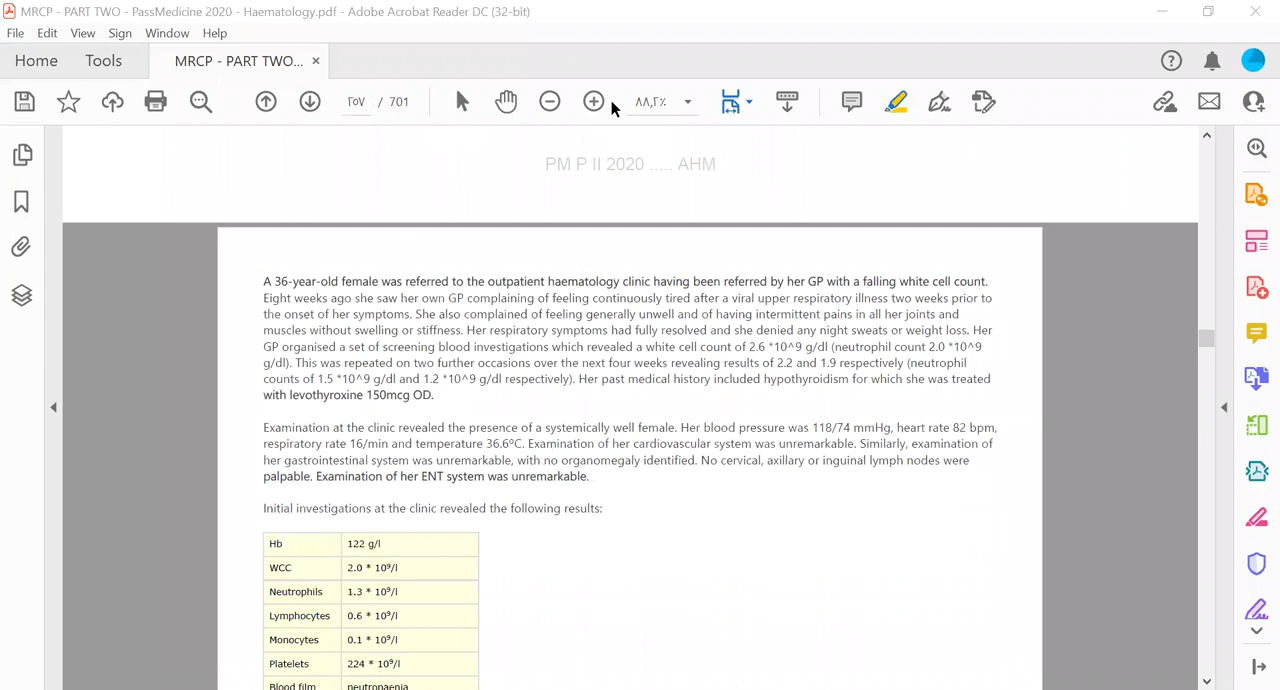 MRCP - PART TWO - PassMedicine 2020 - Haematology.pdf - Adobe Acrobat Reader DC (32-bit)
File Edit View Sign Window Help
Home Tools MRCP - PART TWO... ×
٢٥٧ / 701 ٨٨,٢٪
PM P II 2020 ..... AHM
A 36-year-old female was referred to the outpatient haematology clinic having been referred by her GP with a falling white cell count.
Eight weeks ago she saw her own GP complaining of feeling continuously tired after a viral upper respiratory illness two weeks prior to
the onset of her symptoms. She also complained of feeling generally unwell and of having intermittent pains in all her joints and
muscles without swelling or stiffness. Her respiratory symptoms had fully resolved and she denied any night sweats or weight loss. Her
GP organised a set of screening blood investigations which revealed a white cell count of 2.6 *10^9 g/dl (neutrophil count 2.0 *10^9
g/dl). This was repeated on two further occasions over the next four weeks revealing results of 2.2 and 1.9 respectively (neutrophil
counts of 1.5 *10^9 g/dl and 1.2 *10^9 g/dl respectively). Her past medical history included hypothyroidism for which she was treated
with levothyroxine 150mcg OD.
Examination at the clinic revealed the presence of a systemically well female. Her blood pressure was 118/74 mmHg, heart rate 82 bpm,
respiratory rate 16/min and temperature 36.6ºC. Examination of her cardiovascular system was unremarkable. Similarly, examination of
her gastrointestinal system was unremarkable, with no organomegaly identified. No cervical, axillary or inguinal lymph nodes were
palpable. Examination of her ENT system was unremarkable.
Initial investigations at the clinic revealed the following results:
Hb 122 g/l
WCC 2.0 * 10⁹/l
Neutrophils 1.3 * 10⁹/l
Lymphocytes 0.6 * 10⁹/l
Monocytes 0.1 * 10⁹/l
Platelets 224 * 10⁹/l
Blood film neutropaenia